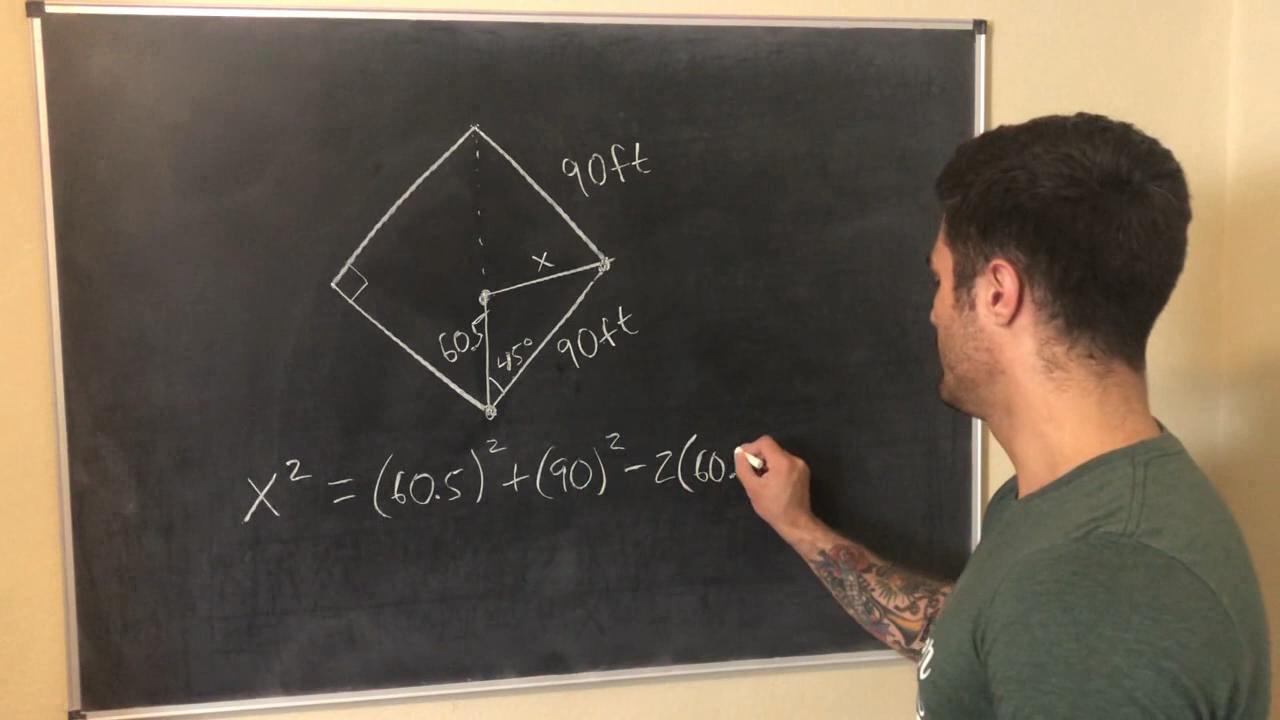 90ft
x
60.5
45°
90ft
X² = (60.5)² + (90)² - 2(60.